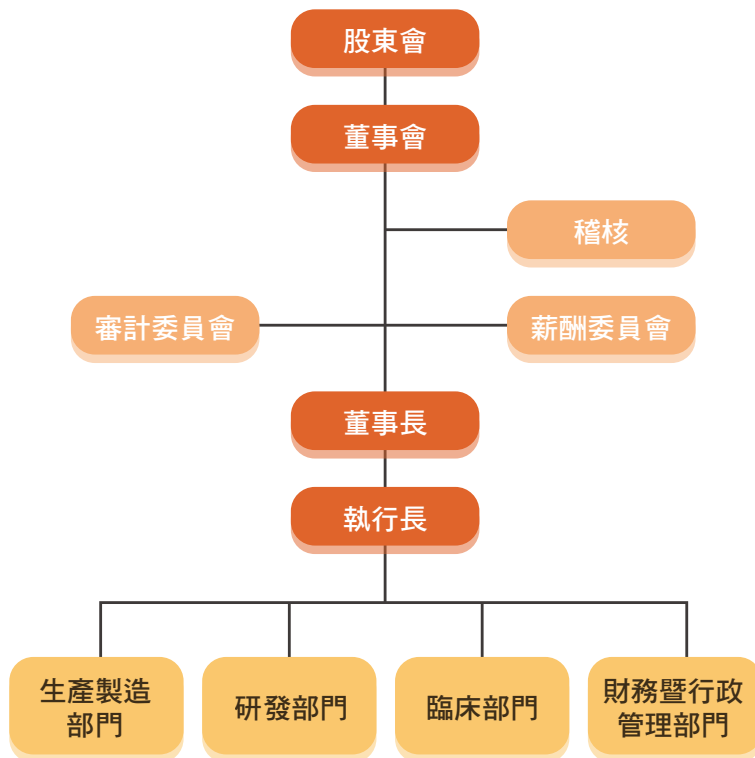 股東會
董事會
稽核
審計委員會
薪酬委員會
董事長
執行長
生產製造
部門
研發部門
臨床部門
財務暨行政
管理部門